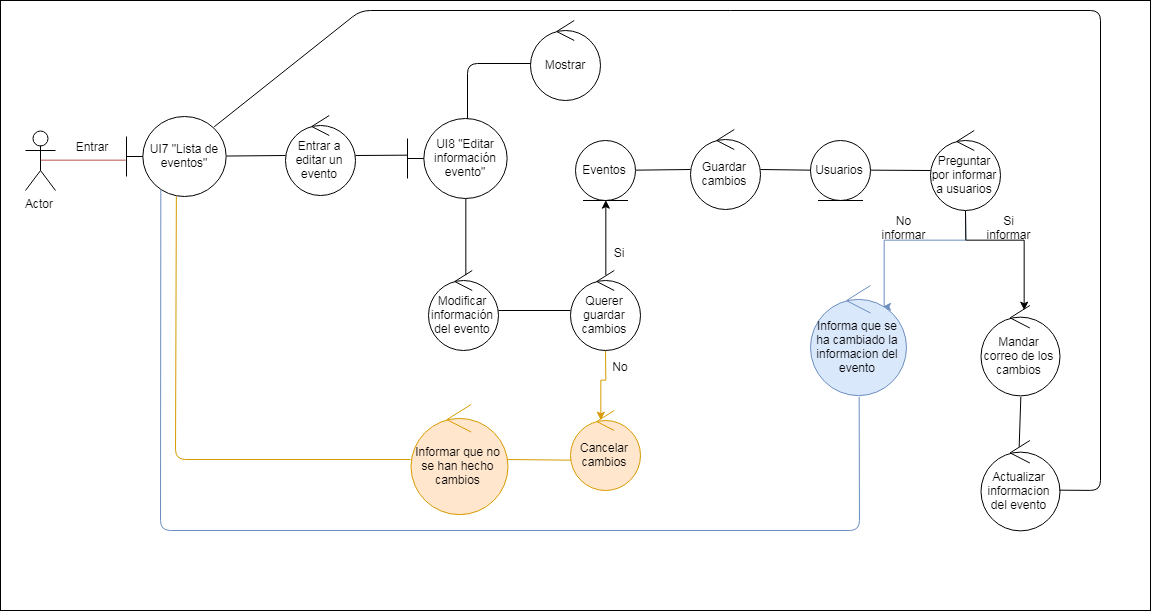 Mostrar
Entrar
Actor
UI7 "Lista de
eventos"
Entrar a
editar un
evento
UI8 "Editar
información
evento"
Eventos
Guardar
cambios
Usuarios
Preguntar
por informar
a usuarios
No
informar
Si
informar
Si
Modificar
información
del evento
Querer
guardar
cambios
No
Informa que se
ha cambiado la
informacion del
evento
Mandar
correo de los
cambios
Informar que no
se han hecho
cambios
Cancelar
cambios
Actualizar
informacion
del evento